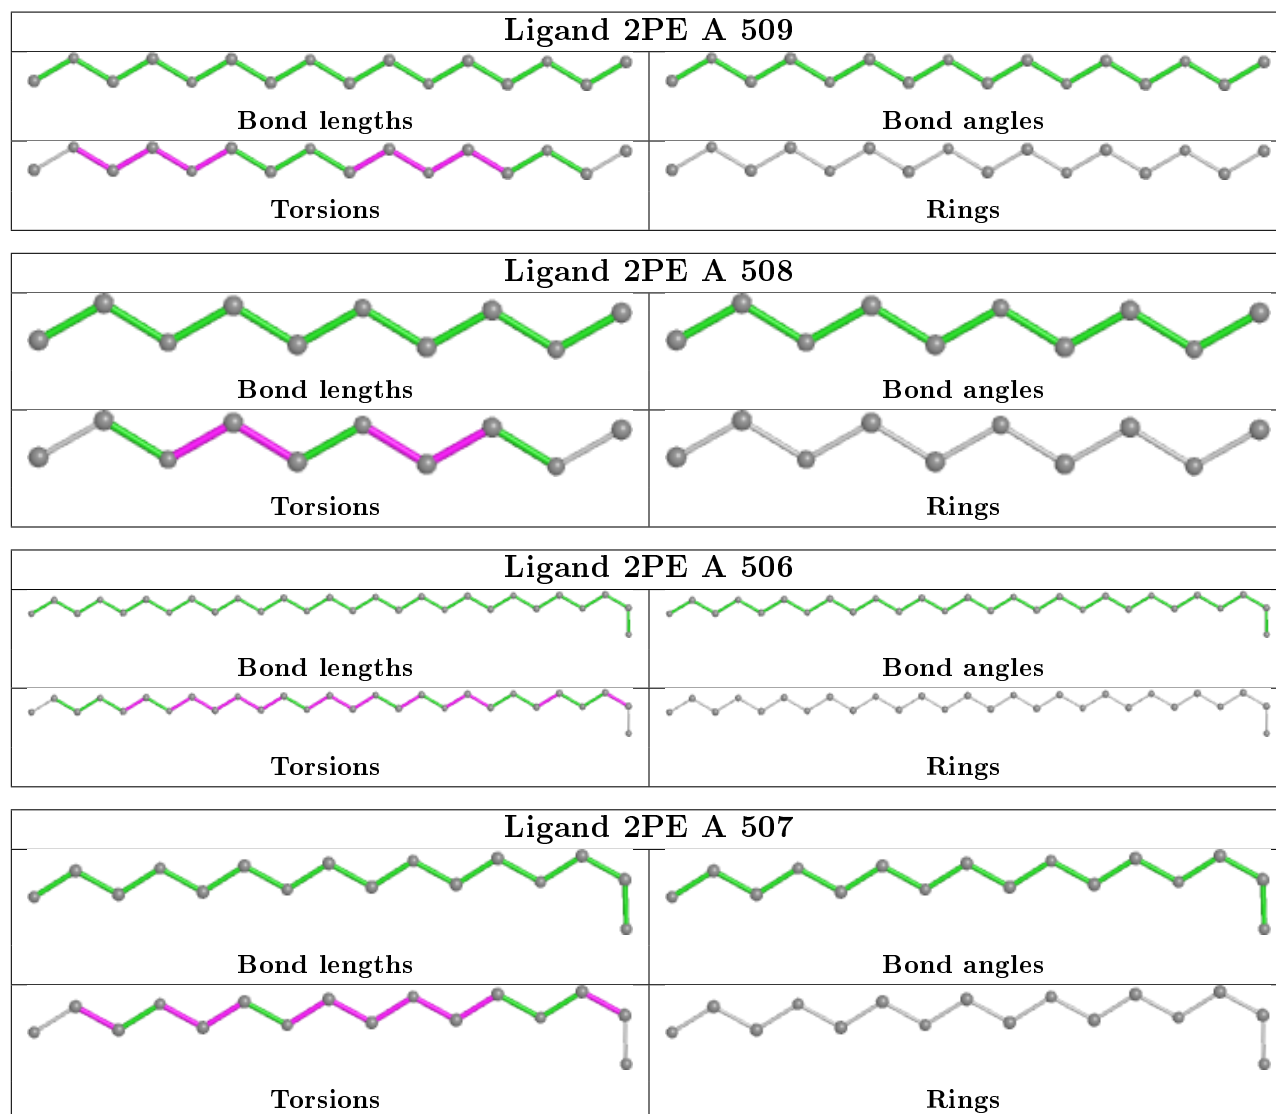 Ligand 2PE A 509
Bond lengths
Bond angles
Torsions
Rings
Ligand 2PE A 508
Bond lengths
Bond angles
Torsions
Rings
Ligand 2PE A 506
Bond lengths
Bond angles
Torsions
Rings
Ligand 2PE A 507
Bond lengths
Bond angles
Torsions
Rings